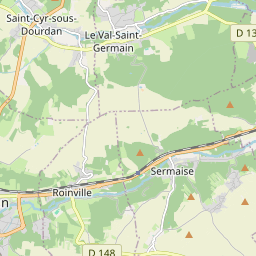 Saint-Cyr-sous-
Dourdan
Le Val-Saint-
Germain
D 13
Sermaise
Roinville
n
D 148